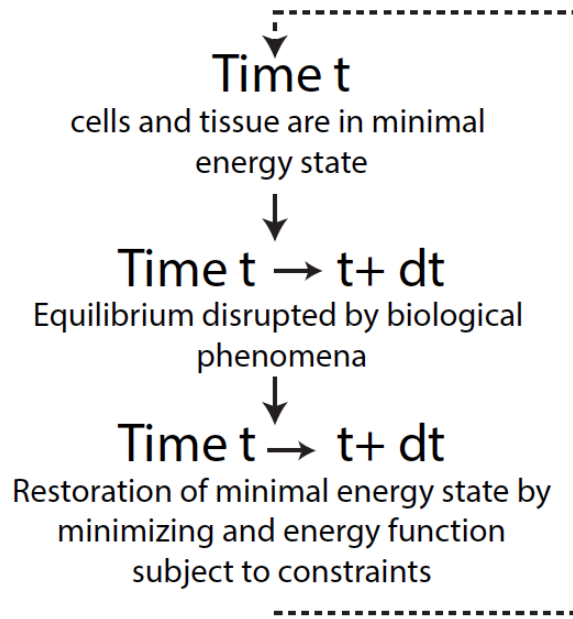 Time t
cells and tissue are in minimal
energy state
Time t → t+ dt
Equilibrium disrupted by biological
phenomena
Time t → t+ dt
Restoration of minimal energy state by
minimizing and energy function
subject to constraints